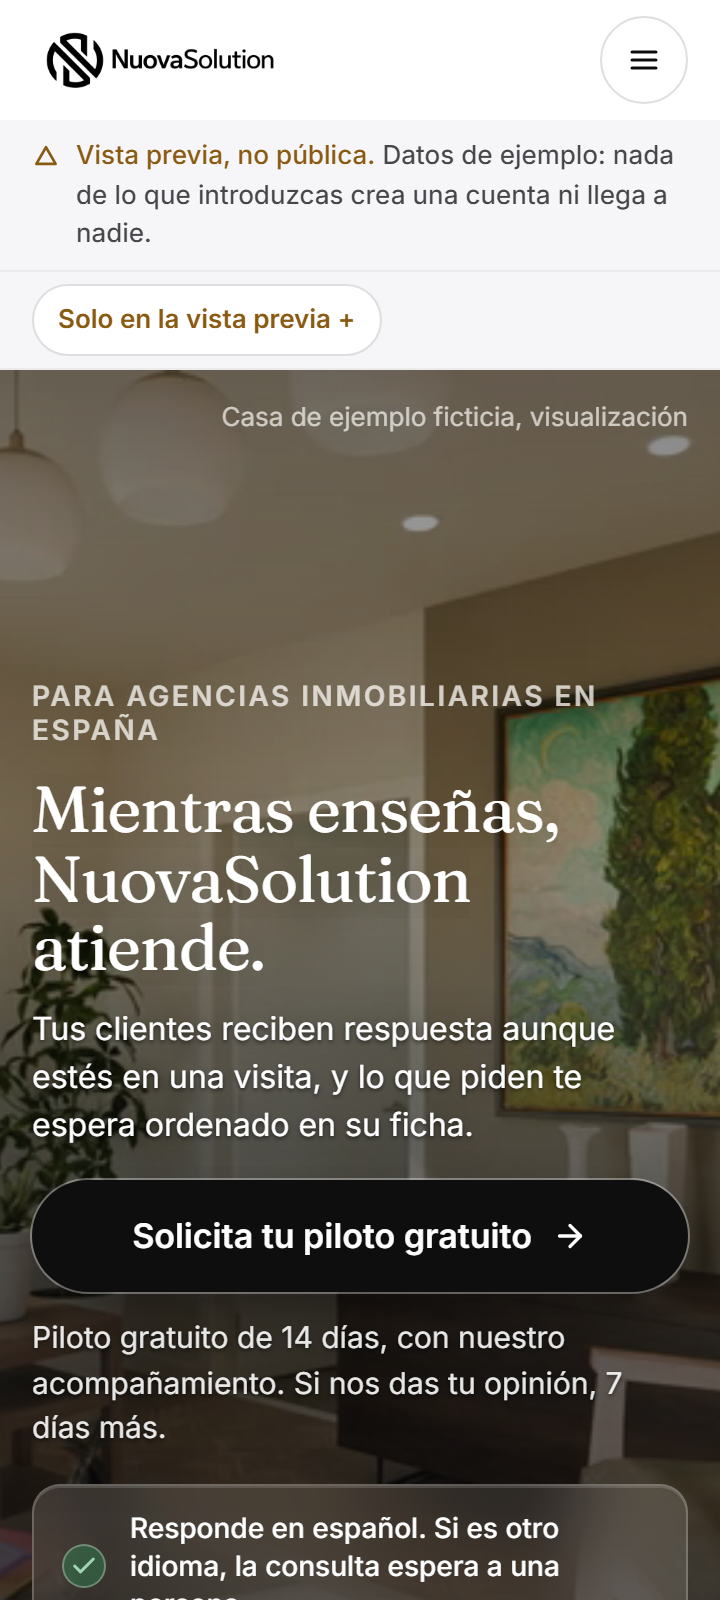 NuovaSolution
Vista previa, no pública. Datos de ejemplo: nada
de lo que introduzcas crea una cuenta ni llega a
nadie.
Solo en la vista previa +
Casa de ejemplo ficticia, visualización
PARA AGENCIAS INMOBILIARIAS EN
ESPAÑA
Mientras enseñas,
NuovaSolution
atiende.
Tus clientes reciben respuesta aunque
estés en una visita, y lo que piden te
espera ordenado en su ficha.
Solicita tu piloto gratuito →
Piloto gratuito de 14 días, con nuestro
acompañamiento. Si nos das tu opinión, 7
días más.
Responde en español. Si es otro
idioma, la consulta espera a una